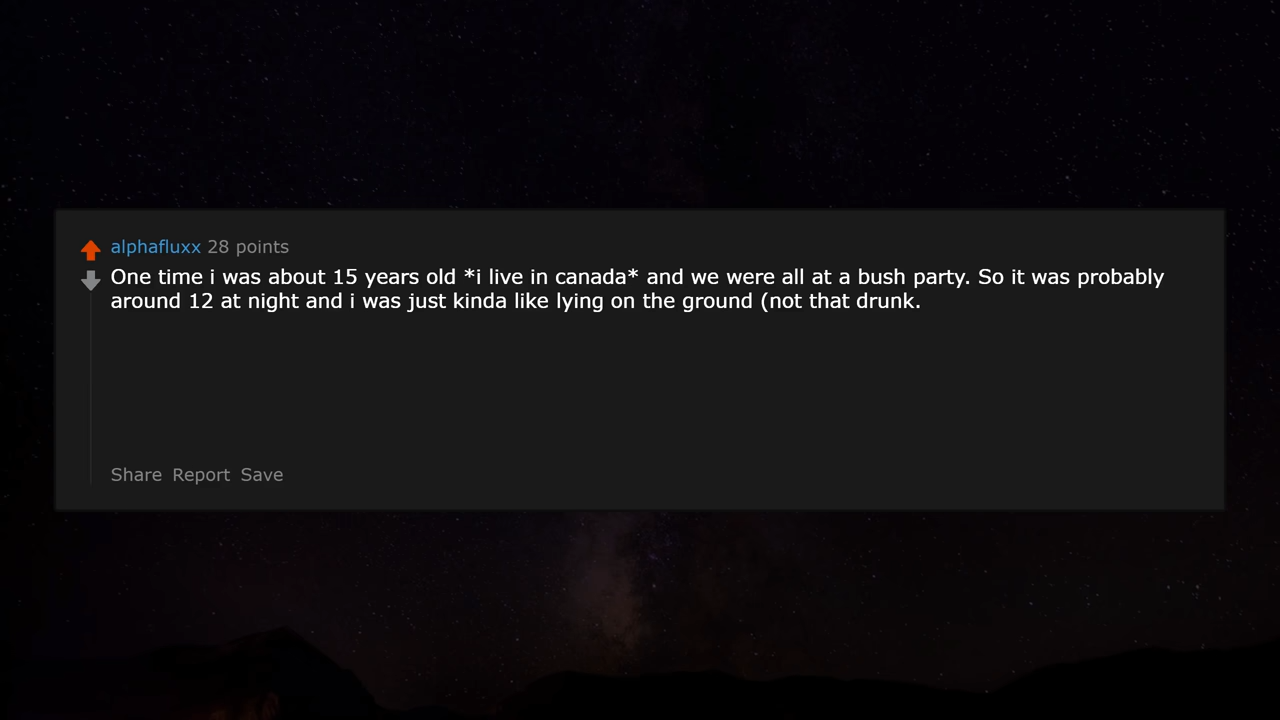 alphafluxx 28 points
One time i was about 15 years old *i live in canada* and we were all at a bush party. So it was probably
around 12 at night and i was just kinda like lying on the ground (not that drunk.
Share Report Save